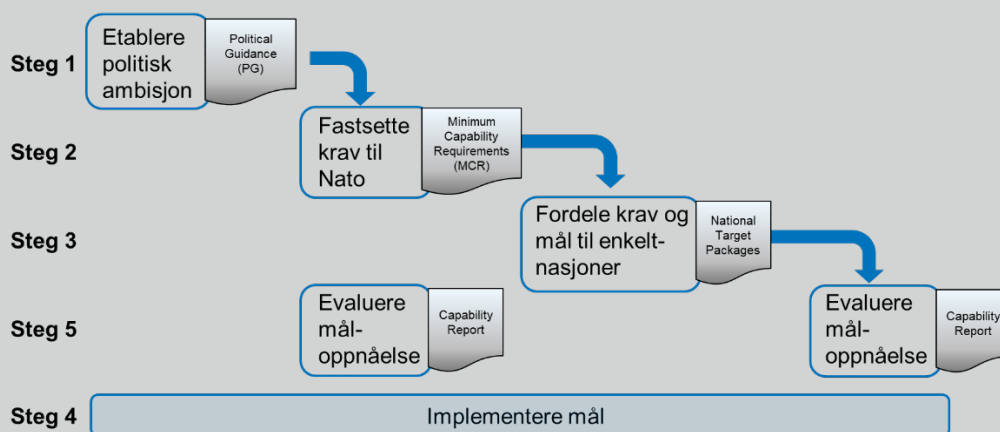 Steg 1
Etablere
politisk
ambisjon
Political
Guidance
(PG)
Steg 2
Fastsette
krav til
Nato
Minimum
Capability
Requirements
(MCR)
Steg 3
Fordele krav og
mål til enkelt-
nasjoner
National
Target
Packages
Steg 5
Evaluere
mål-
oppnåelse
Capability
Report
Evaluere
mål-
oppnåelse
Capability
Report
Steg 4
Implementere mål